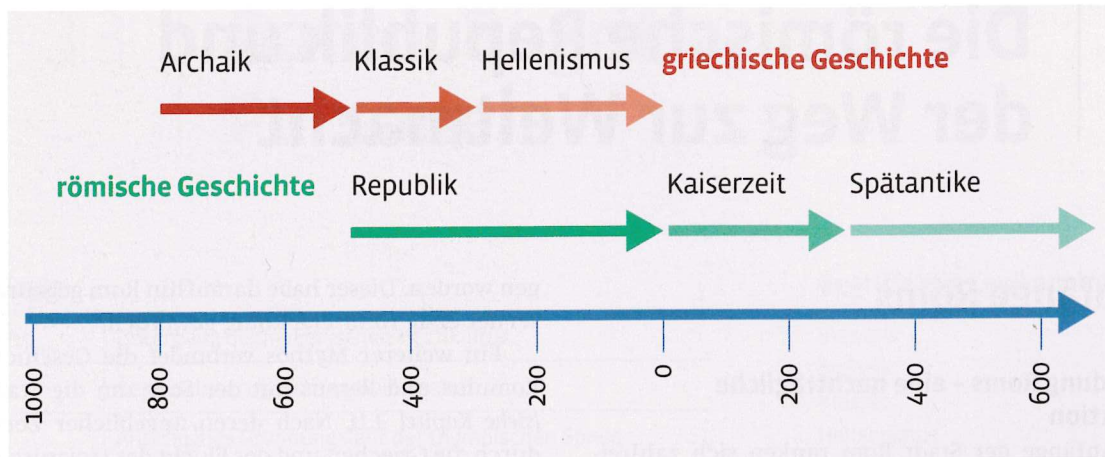 Archaik Klassik Hellenismus griechische Geschichte
römische Geschichte Republik Kaiserzeit Spätantike
1000 800 600 400 200 0 200 400 600